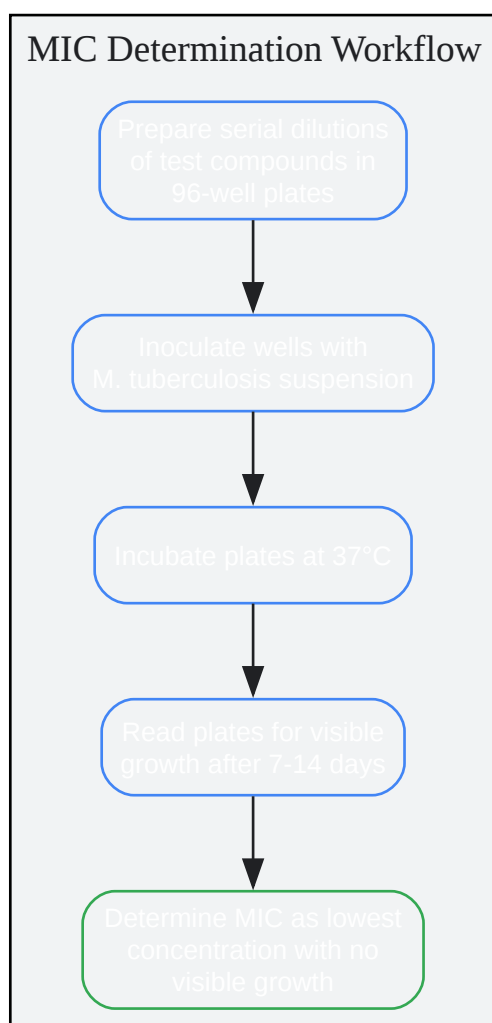 MIC Determination Workflow
Prepare serial dilutions
of test compounds in
96-well plates
Inoculate wells with
M. tuberculosis suspension
Incubate plates at 37°C
Read plates for visible
growth after 7-14 days
Determine MIC as lowest
concentration with no
visible growth